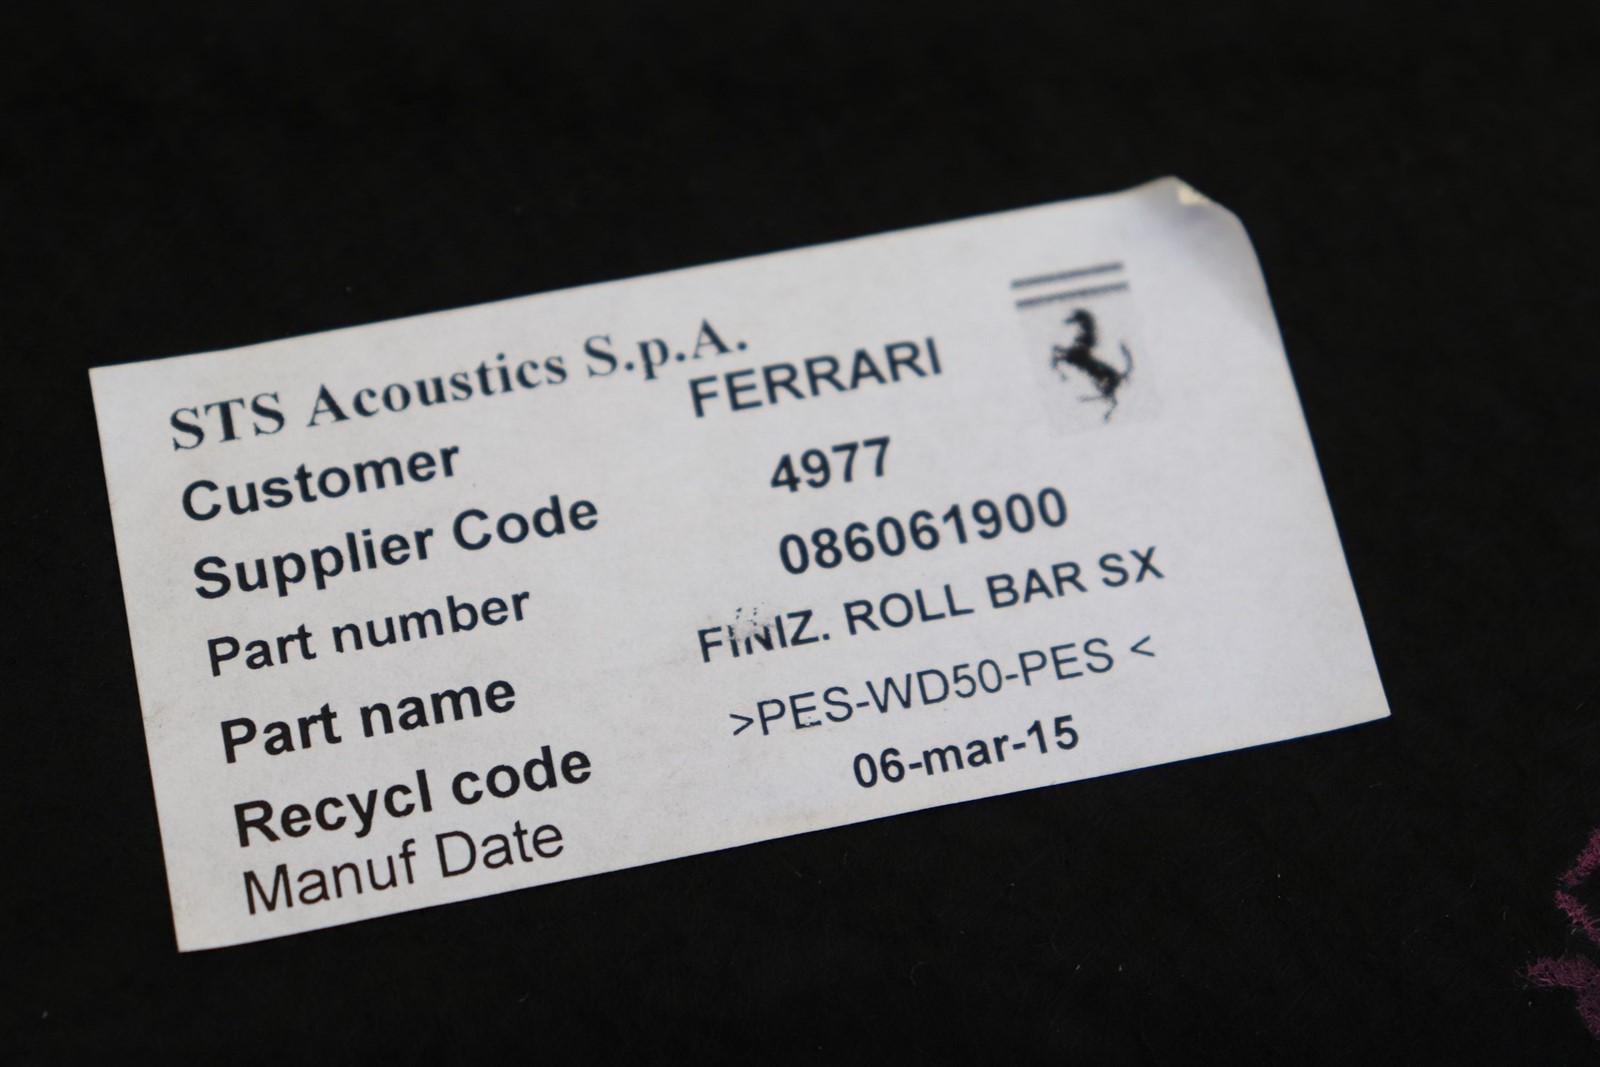 STS Acoustics S.p.A.
Customer FERRARI
Supplier Code 4977
Part number 086061900
Part name FINIZ. ROLL BAR SX
Recycl code >PES-WD50-PES <
Manuf Date 06-mar-15